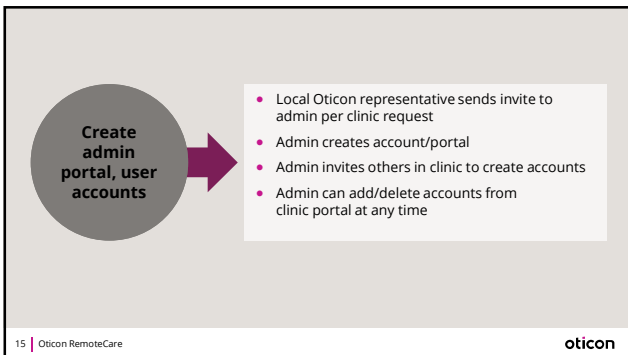 Create
admin
portal, user
accounts
• Local Oticon representative sends invite to
admin per clinic request
• Admin creates account/portal
• Admin invites others in clinic to create accounts
• Admin can add/delete accounts from
clinic portal at any time
15 | Oticon RemoteCare
oticon